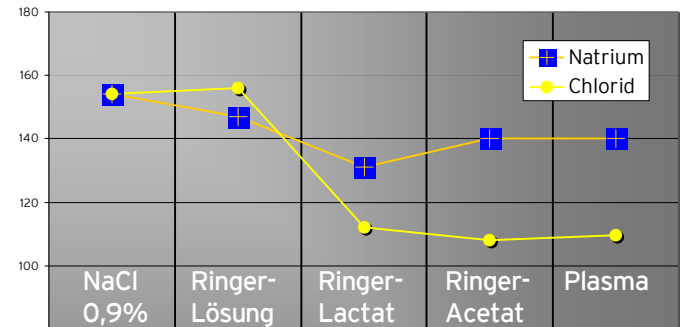 180
160
140
120
100
Natrium
Chlorid
NaCl
0,9%
Ringer-
Lösung
Ringer-
Lactat
Ringer-
Acetat
Plasma